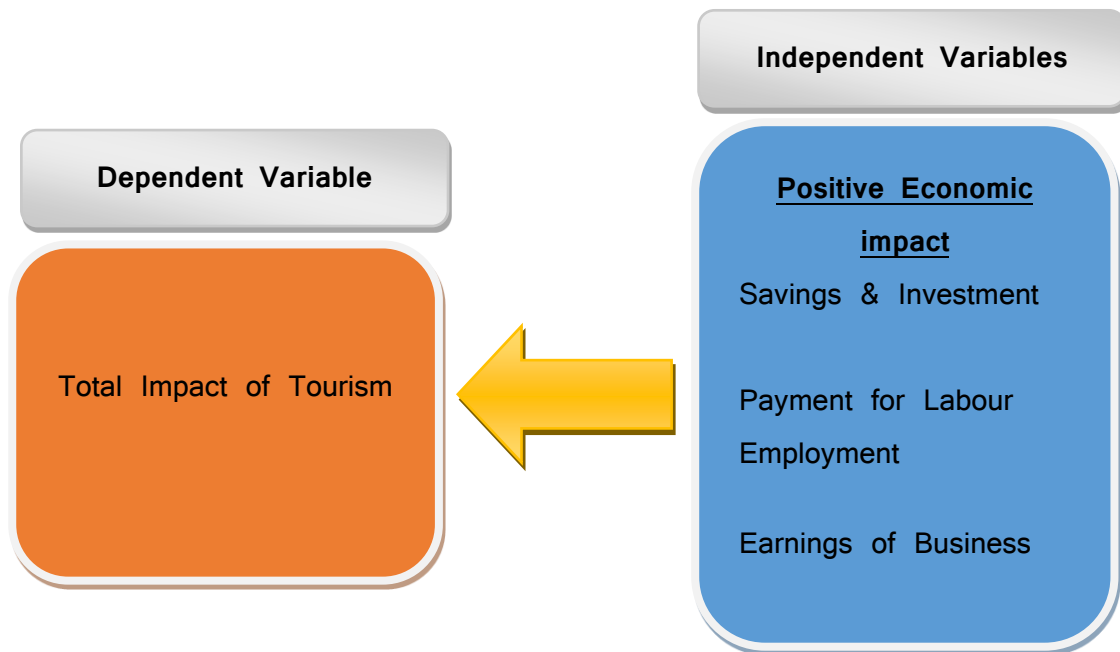 Independent Variables
Dependent Variable
Positive Economic
impact
Savings & Investment
Total Impact of Tourism
Payment for Labour
Employment
Earnings of Business